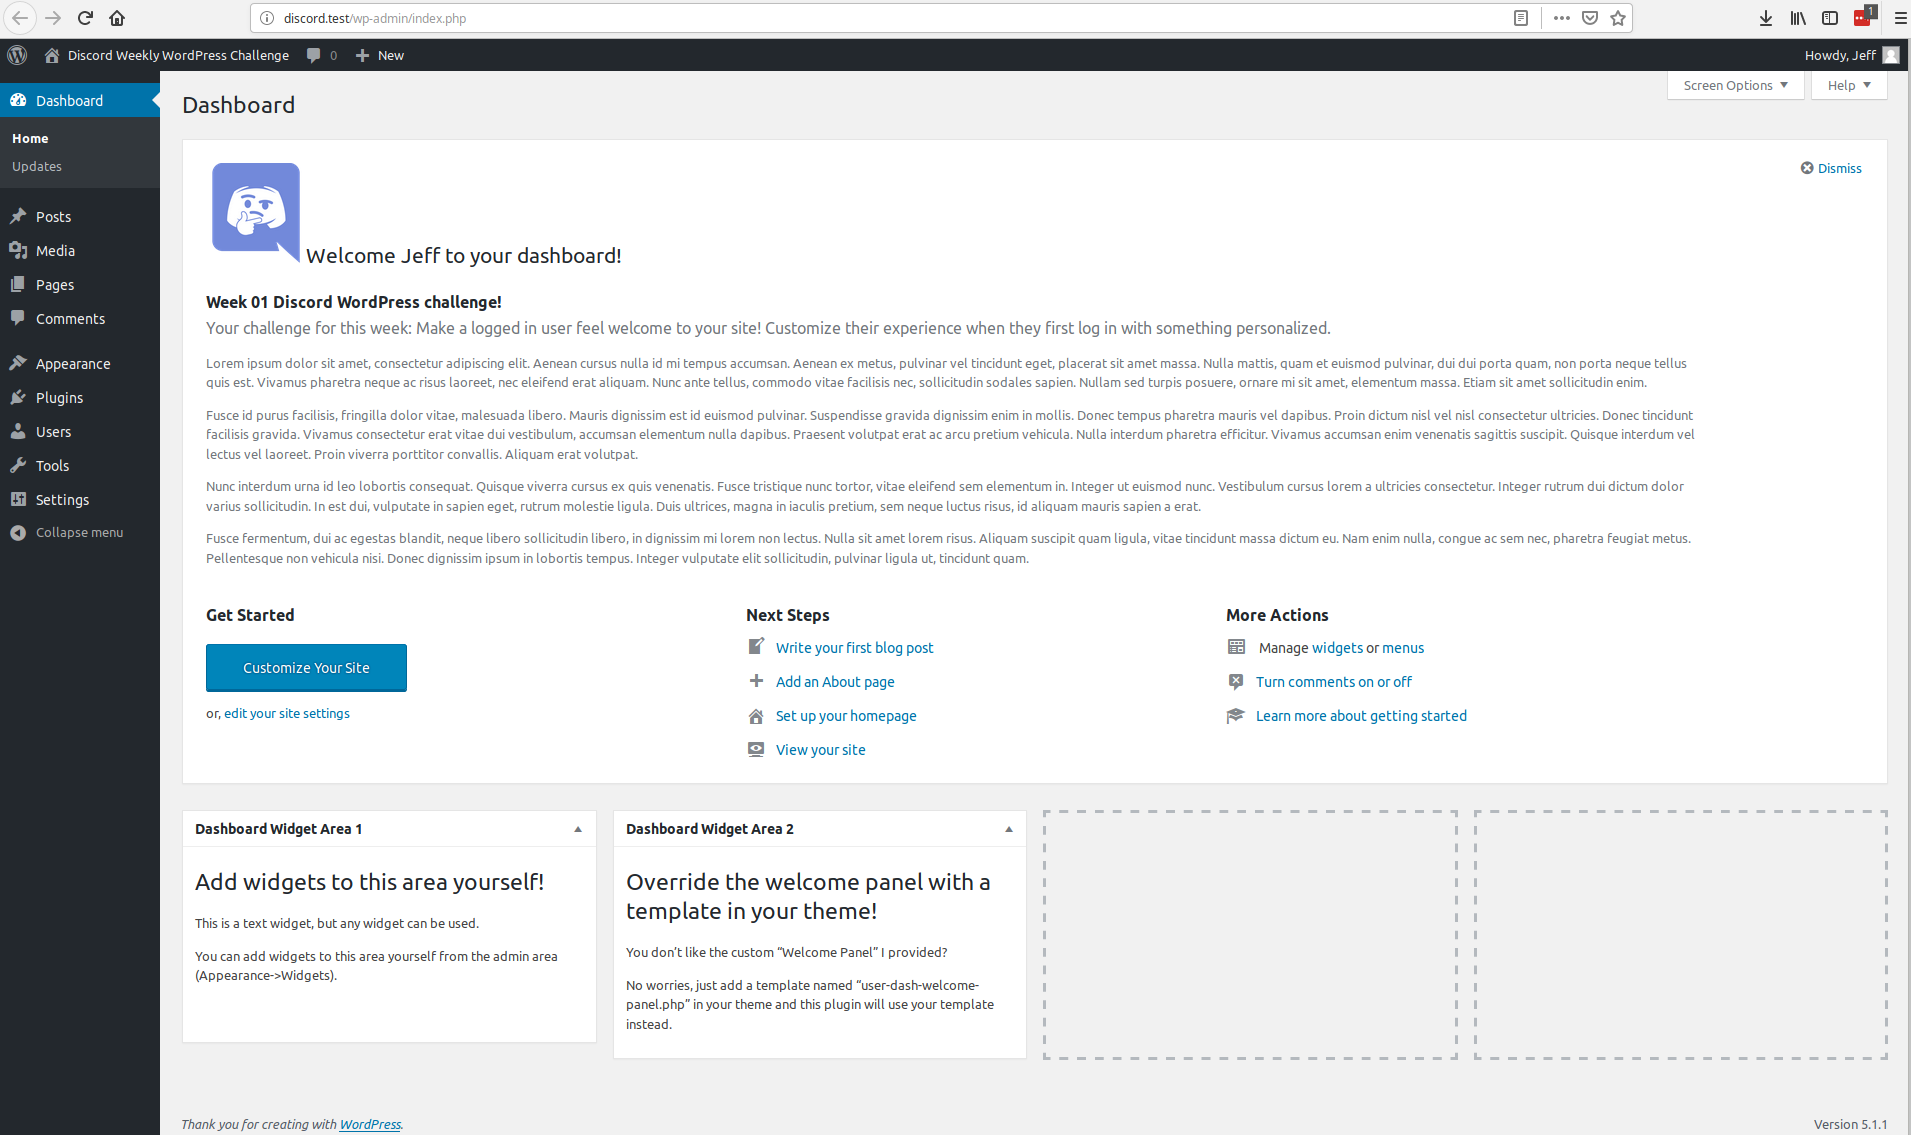 discord.test/wp-admin/index.php
1
Discord Weekly WordPress Challenge
0
New
Howdy, Jeff
Dashboard
Home
Updates
Posts
Media
Pages
Comments
Appearance
Plugins
Users
Tools
Settings
Collapse menu
Screen Options
Help
Dashboard
Dismiss
Welcome Jeff to your dashboard!
Week 01 Discord WordPress challenge!
Your challenge for this week: Make a logged in user feel welcome to your site! Customize their experience when they first log in with something personalized.
Lorem ipsum dolor sit amet, consectetur adipiscing elit. Aenean cursus nulla id mi tempus accumsan. Aenean ex metus, pulvinar vel tincidunt eget, placerat sit amet massa. Nulla mattis, quam et euismod pulvinar, dui dui porta quam, non porta neque tellus
quis est. Vivamus pharetra neque ac risus laoreet, nec eleifend erat aliquam. Nunc ante tellus, commodo vitae facilisis nec, sollicitudin sodales sapien. Nullam sed turpis posuere, ornare mi sit amet, elementum massa. Etiam sit amet sollicitudin enim.
Fusce id purus facilisis, fringilla dolor vitae, malesuada libero. Mauris dignissim est id euismod pulvinar. Suspendisse gravida dignissim enim in mollis. Donec tempus pharetra mauris vel dapibus. Proin dictum nisl vel nisl consectetur ultricies. Donec tincidunt
facilisis gravida. Vivamus consectetur erat vitae dui vestibulum, accumsan elementum nulla dapibus. Praesent volutpat erat ac arcu pretium vehicula. Nulla interdum pharetra efficitur. Vivamus accumsan enim venenatis sagittis suscipit. Quisque interdum vel
lectus vel laoreet. Proin viverra porttitor convallis. Aliquam erat volutpat.
Nunc interdum urna id leo lobortis consequat. Quisque viverra cursus ex quis venenatis. Fusce tristique nunc tortor, vitae eleifend sem elementum in. Integer ut euismod nunc. Vestibulum cursus lorem a ultricies consectetur. Integer rutrum dui dictum dolor
varius sollicitudin. In est dui, vulputate in sapien eget, rutrum molestie ligula. Duis ultrices, magna in iaculis pretium, sem neque luctus risus, id aliquam mauris sapien a erat.
Fusce fermentum, dui ac egestas blandit, neque libero sollicitudin libero, in dignissim mi lorem non lectus. Nulla sit amet lorem risus. Aliquam suscipit quam ligula, vitae tincidunt massa dictum eu. Nam enim nulla, congue ac sem nec, pharetra feugiat metus.
Pellentesque non vehicula nisi. Donec dignissim ipsum in lobortis tempus. Integer vulputate elit sollicitudin, pulvinar ligula ut, tincidunt quam.
Get Started
Customize Your Site
or, edit your site settings
Next Steps
Write your first blog post
Add an About page
Set up your homepage
View your site
More Actions
Manage widgets or menus
Turn comments on or off
Learn more about getting started
Dashboard Widget Area 1
Add widgets to this area yourself!
This is a text widget, but any widget can be used.
You can add widgets to this area yourself from the admin area
(Appearance->Widgets).
Dashboard Widget Area 2
Override the welcome panel with a
template in your theme!
You don’t like the custom “Welcome Panel” I provided?
No worries, just add a template named “user-dash-welcome-
panel.php” in your theme and this plugin will use your template
instead.
Thank you for creating with WordPress.
Version 5.1.1